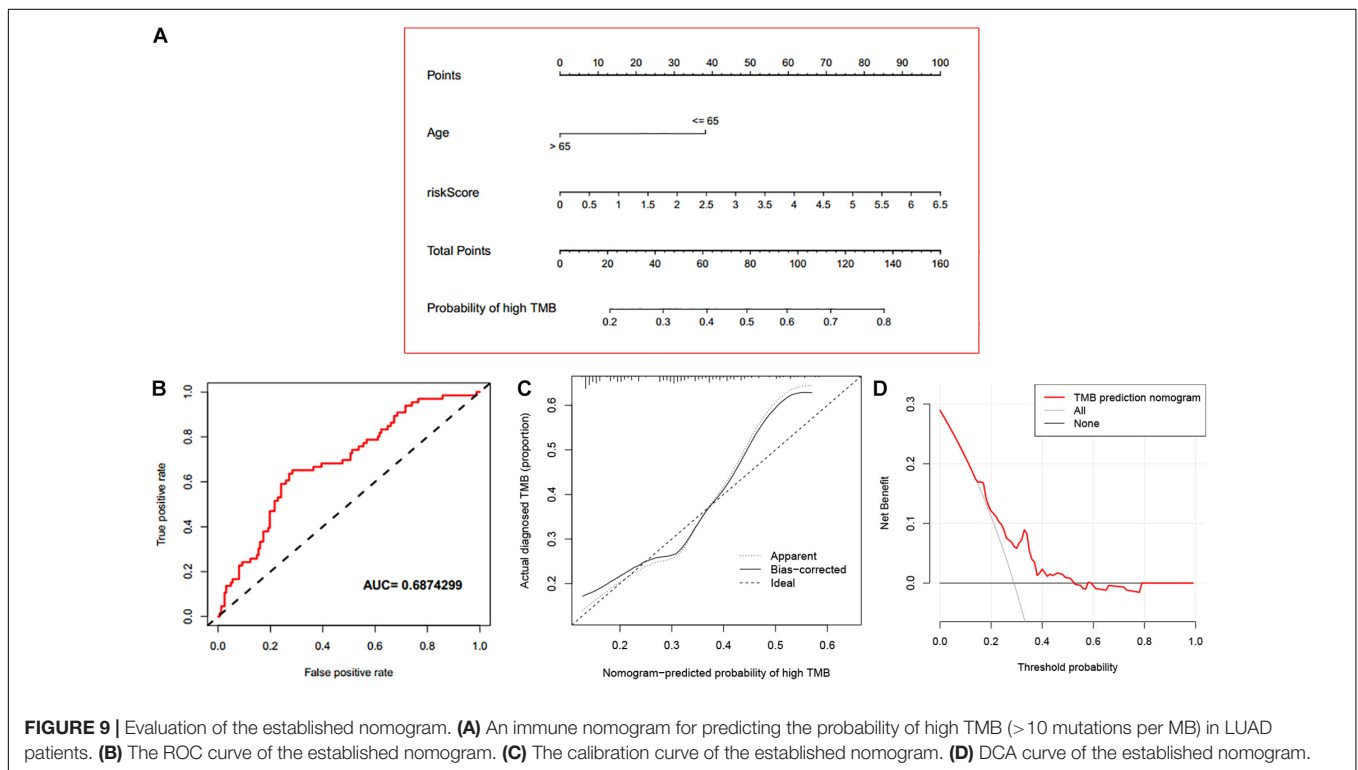 A
Points
0 10 20 30 40 50 60 70 80 90 100
Age
<= 65
> 65
riskScore
0 0.5 1 1.5 2 2.5 3 3.5 4 4.5 5 5.5 6 6.5
Total Points
0 20 40 60 80 100 120 140 160
Probability of high TMB
0.2 0.3 0.4 0.5 0.6 0.7 0.8
B
True positive rate
1.0
0.8
0.6
0.4
0.2
0.0
AUC= 0.6874299
0.0 0.2 0.4 0.6 0.8 1.0
False positive rate
C
Actual diagnosed TMB (proportion)
0.6
0.5
0.4
0.3
0.2
Apparent
Bias-corrected
Ideal
0.2 0.3 0.4 0.5 0.6
Nomogram-predicted probability of high TMB
D
Net Benefit
0.3
0.2
0.1
0.0
TMB prediction nomogram
All
None
0.0 0.2 0.4 0.6 0.8 1.0
Threshold probability
FIGURE 9 | Evaluation of the established nomogram. (A) An immune nomogram for predicting the probability of high TMB (>10 mutations per MB) in LUAD
patients. (B) The ROC curve of the established nomogram. (C) The calibration curve of the established nomogram. (D) DCA curve of the established nomogram.